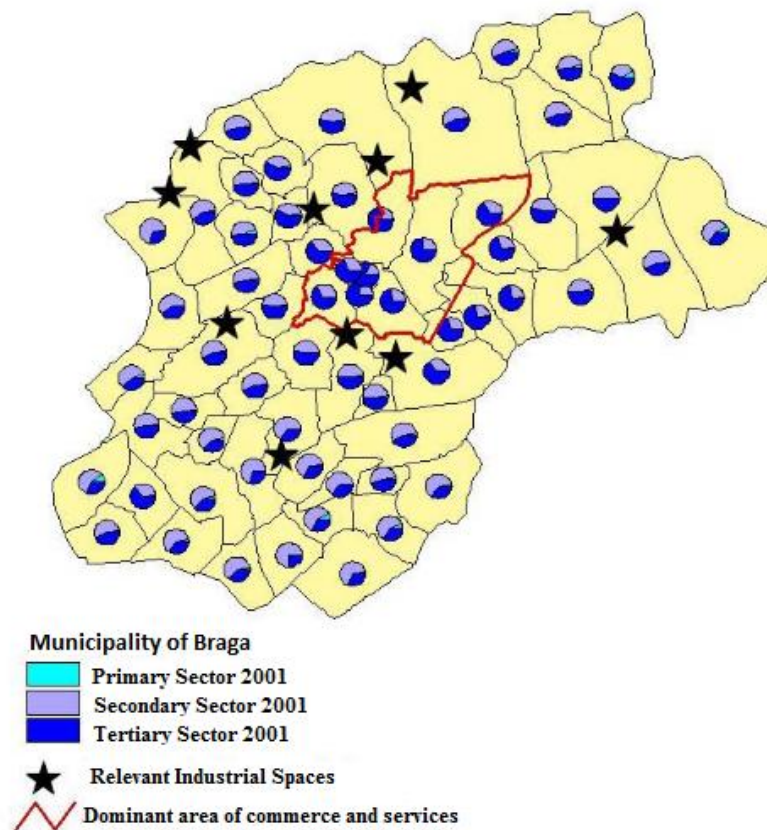 Municipality of Braga
Primary Sector 2001
Secondary Sector 2001
Tertiary Sector 2001
Relevant Industrial Spaces
Dominant area of commerce and services